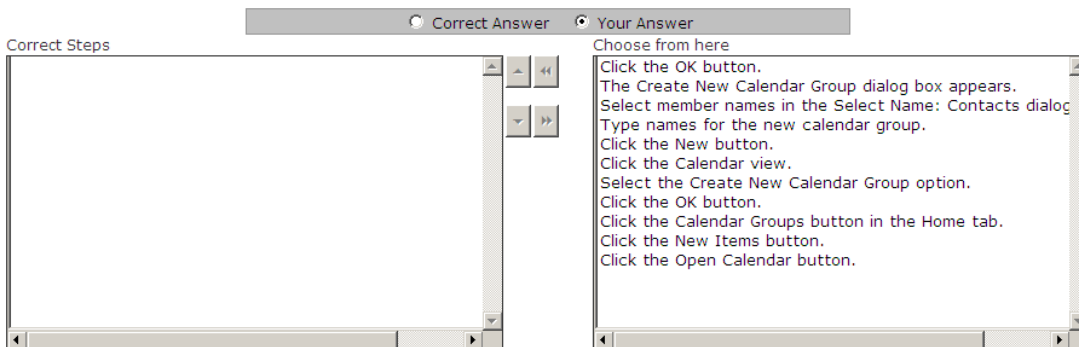 Correct Answer Your Answer
Correct Steps
Choose from here
Click the OK button.
The Create New Calendar Group dialog box appears.
Select member names in the Select Name: Contacts dialog
Type names for the new calendar group.
Click the New button.
Click the Calendar view.
Select the Create New Calendar Group option.
Click the OK button.
Click the Calendar Groups button in the Home tab.
Click the New Items button.
Click the Open Calendar button.